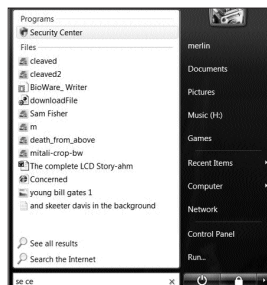 Programs
Security Center
Files
cleaved
cleaved2
BioWare_ Writer
downloadFile
Sam Fisher
m
death_from_above
mitali-crop-bw
The complete LCD Story-ahm
Concerned
young bill gates 1
and skeeter davis in the background
See all results
Search the Internet
se ce
merlin
Documents
Pictures
Music (H:)
Games
Recent Items
Computer
Network
Control Panel
Run...